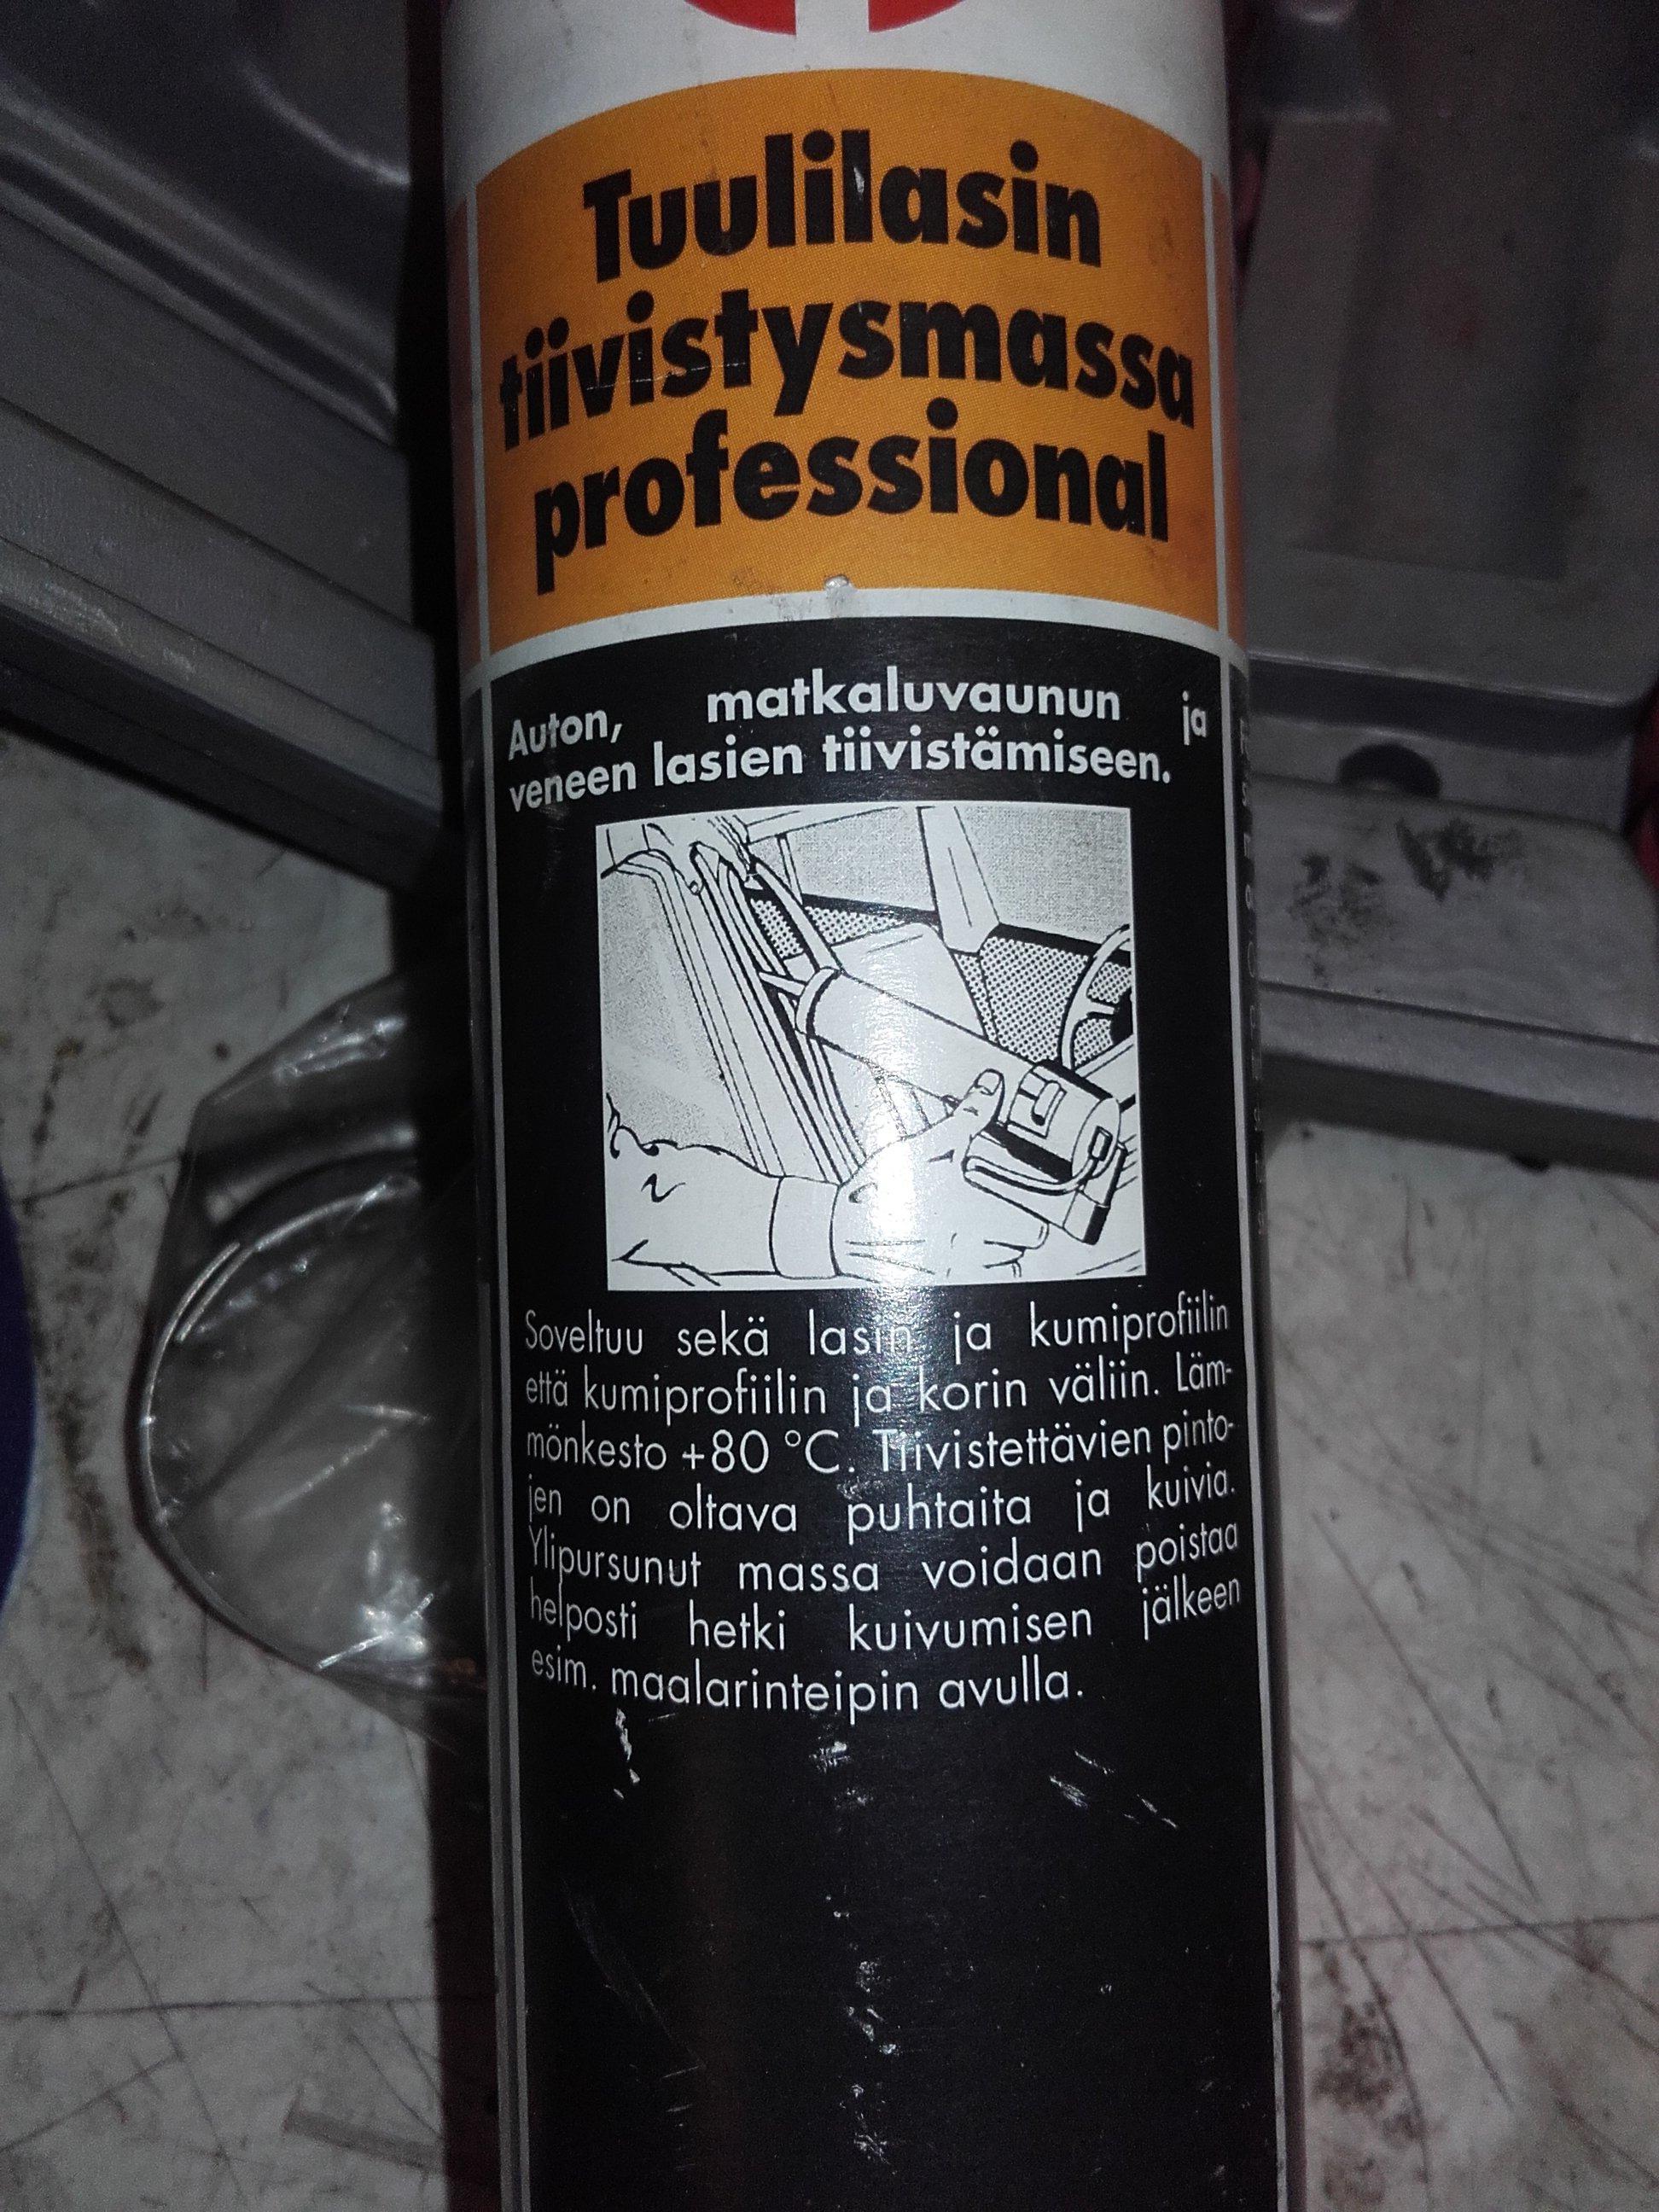 Tuulilasin
tiivistysmassa
professional
Auton, matkaluvaunun ja
veneen lasien tiivistämiseen.
Soveltuu sekä lasin ja kumiprofiilin
että kumiprofiilin ja korin väliin. Läm-
mönkesto +80 °C. Tiivistettävien pinto-
jen on oltava puhtaita ja kuivia.
Ylipursunut massa voidaan poistaa
helposti hetki kuivumisen jälkeen
esim. maalarinteipin avulla.